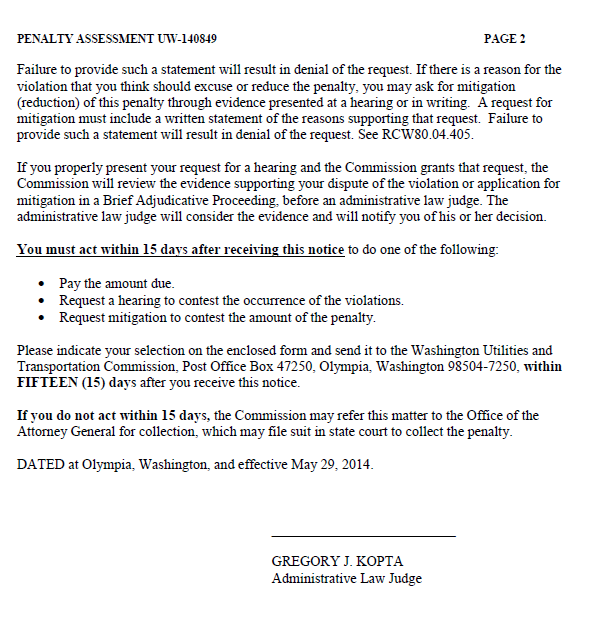 PENALTY ASSESSMENT UW-140849 PAGE 2
Failure to provide such a statement will result in denial of the request. If there is a reason for the
violation that you think should excuse or reduce the penalty, you may ask for mitigation
(reduction) of this penalty through evidence presented at a hearing or in writing.  A request for
mitigation must include a written statement of the reasons supporting that request.  Failure to
provide such a statement will result in denial of the request. See RCW80.04.405.
If you properly present your request for a hearing and the Commission grants that request, the
Commission will review the evidence supporting your dispute of the violation or application for
mitigation in a Brief Adjudicative Proceeding, before an administrative law judge. The
administrative law judge will consider the evidence and will notify you of his or her decision.
You must act within 15 days after receiving this notice to do one of the following:
• Pay the amount due.
• Request a hearing to contest the occurrence of the violations.
• Request mitigation to contest the amount of the penalty.
Please indicate your selection on the enclosed form and send it to the Washington Utilities and
Transportation Commission, Post Office Box 47250, Olympia, Washington 98504-7250, within
FIFTEEN (15) days after you receive this notice.
If you do not act within 15 days, the Commission may refer this matter to the Office of the
Attorney General for collection, which may file suit in state court to collect the penalty.
DATED at Olympia, Washington, and effective May 29, 2014.
GREGORY J. KOPTA
Administrative Law Judge